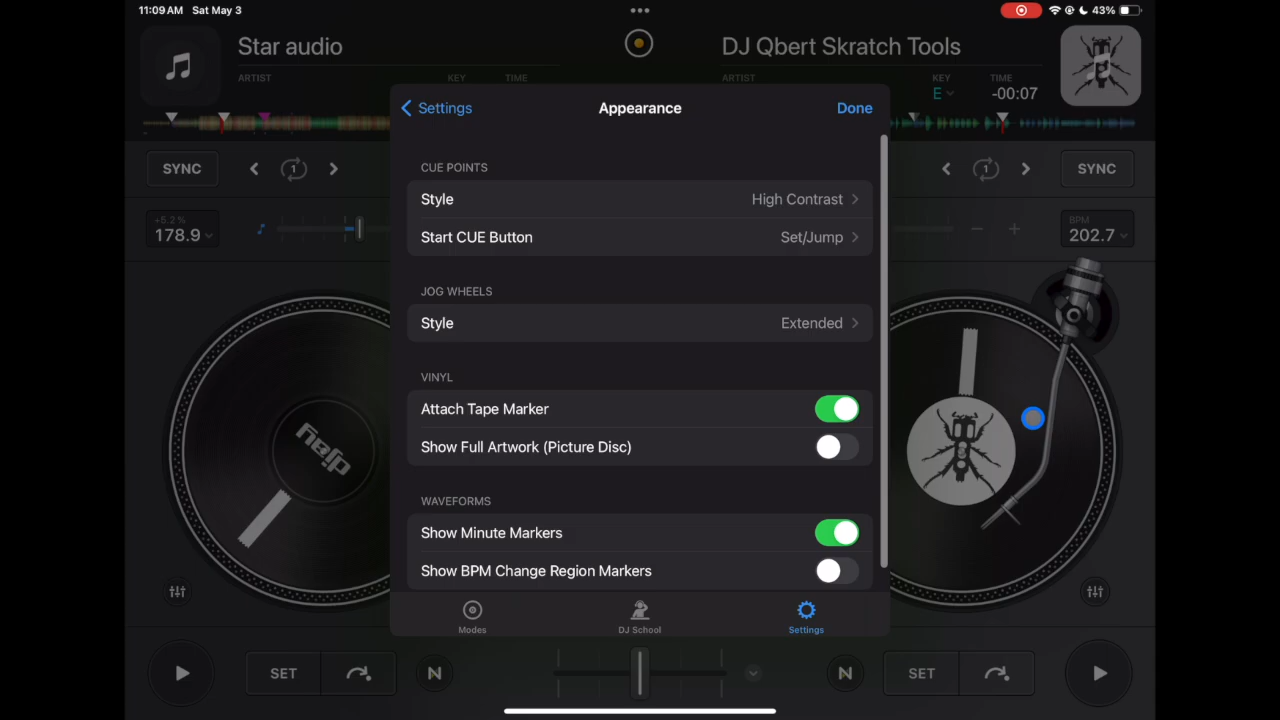 11:09 AM Sat May 3
43%
Star audio
DJ Qbert Skratch Tools
ARTIST KEY TIME
ARTIST KEY TIME
E -00:07
Settings Appearance Done
CUE POINTS
SYNC 1
1 SYNC
Style High Contrast
+5.2 %
178.9
BPM
202.7
Start CUE Button Set/Jump
JOG WHEELS
Style Extended
VINYL
Attach Tape Marker
Show Full Artwork (Picture Disc)
djay
WAVEFORMS
Show Minute Markers
Show BPM Change Region Markers
Modes DJ School Settings
SET N
N SET